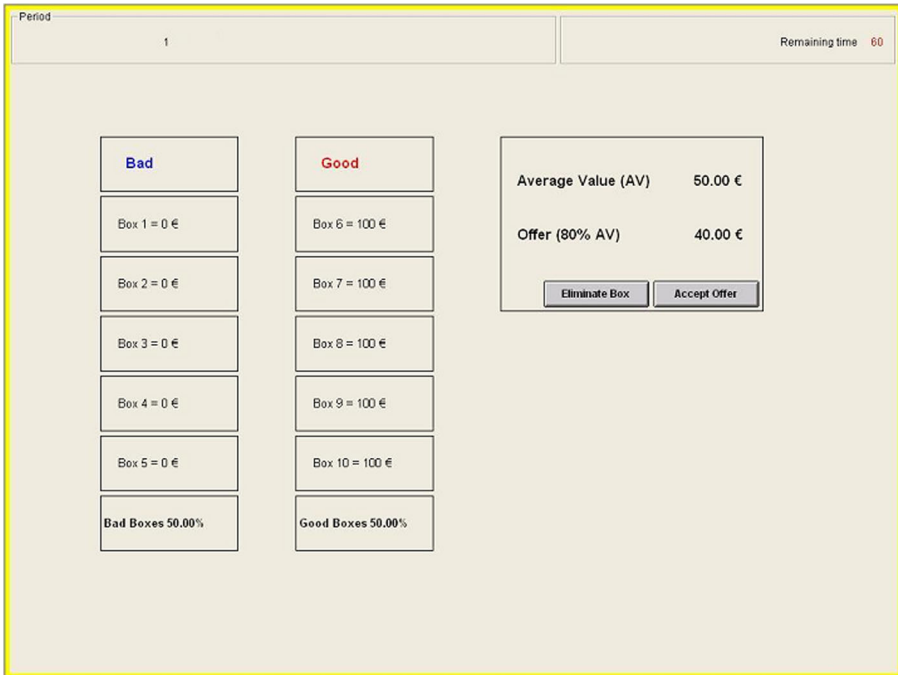 Period
1
Remaining time 60
Bad
Box 1 = 0 €
Box 2 = 0 €
Box 3 = 0 €
Box 4 = 0 €
Box 5 = 0 €
Bad Boxes 50.00%
Good
Box 6 = 100 €
Box 7 = 100 €
Box 8 = 100 €
Box 9 = 100 €
Box 10 = 100 €
Good Boxes 50.00%
Average Value (AV) 50.00 €
Offer (80% AV) 40.00 €
Eliminate Box Accept Offer